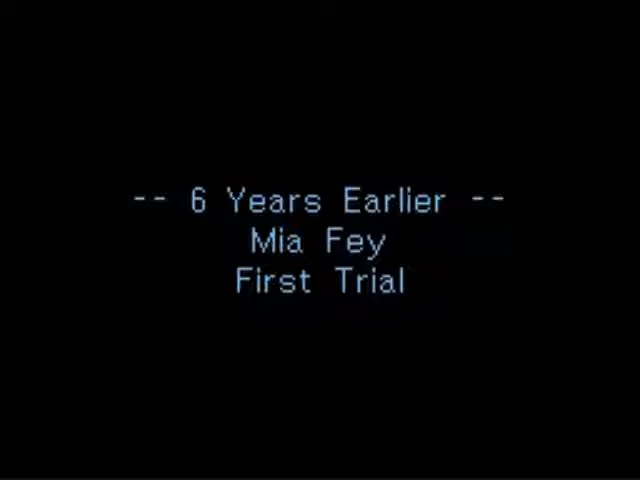 -- 6 Years Earlier --
Mia Fey
First Trial